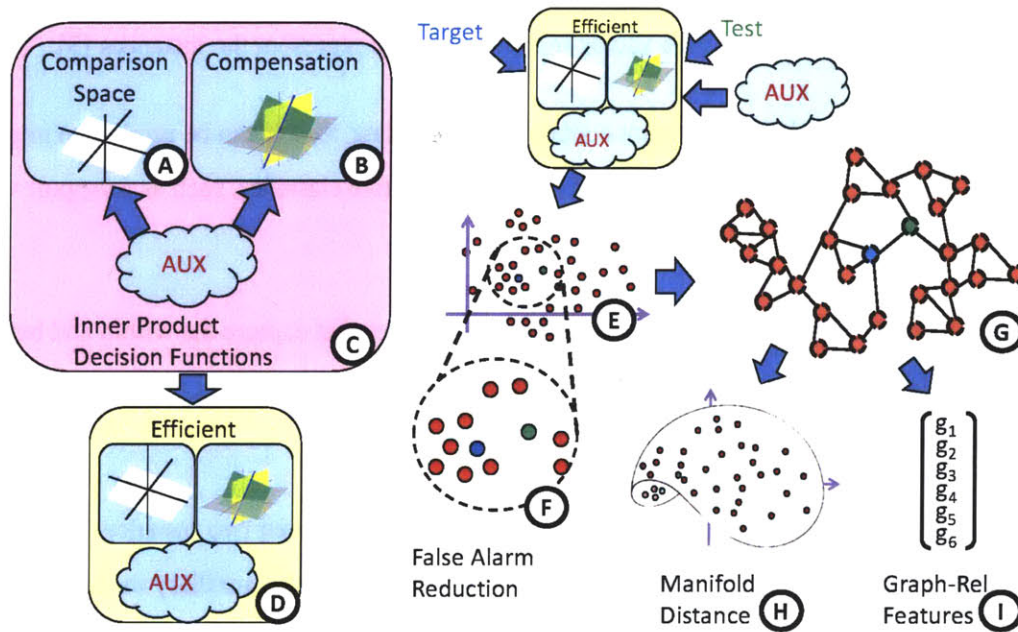 Comparison
Space
A
Compensation
B
AUX
Inner Product
Decision Functions
C
Efficient
AUX
D
Target
Efficient
Test
AUX
AUX
E
F
False Alarm
Reduction
G
Manifold
Distance
H
g1
g2
g3
g4
g5
g6
Graph-Rel
Features
I